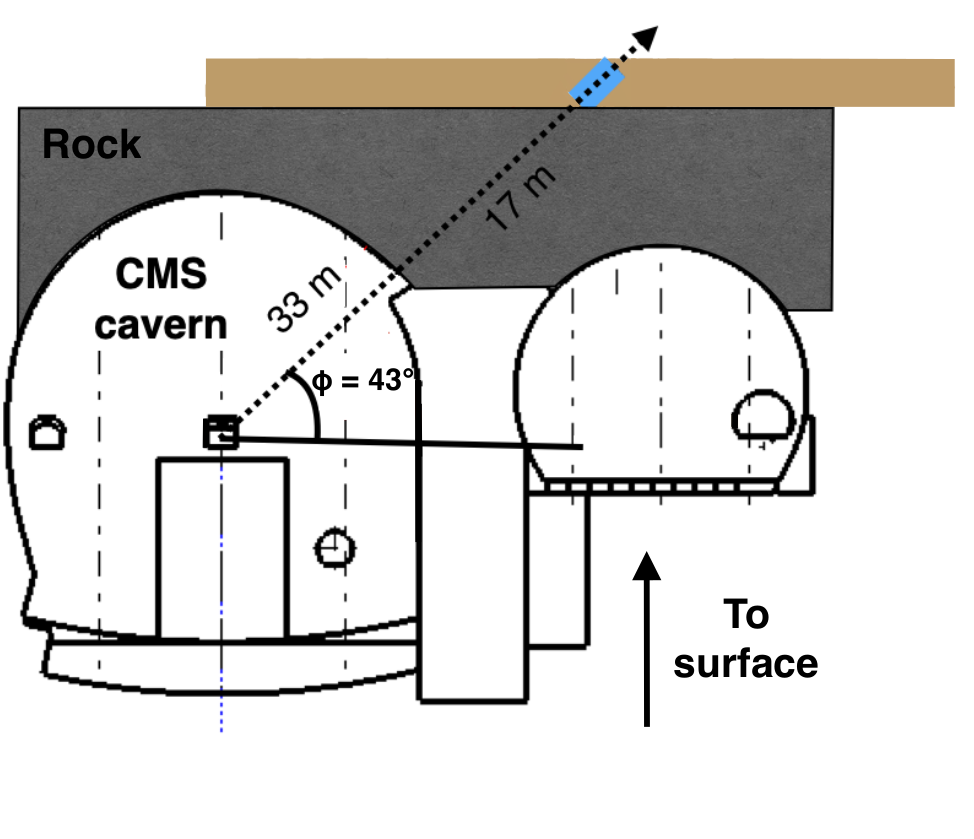 Rock
17 m
CMS
cavern
33 m
ϕ = 43°
To
surface